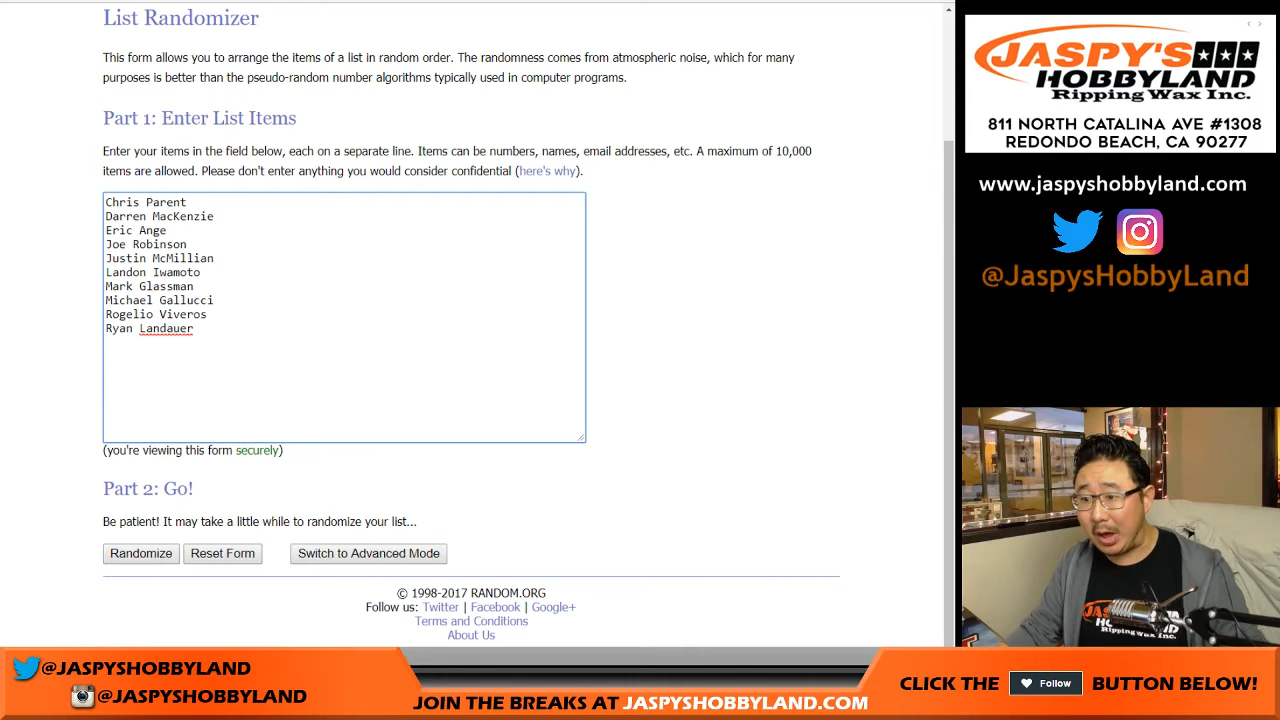 List Randomizer
This form allows you to arrange the items of a list in random order. The randomness comes from atmospheric noise, which for many
purposes is better than the pseudo-random number algorithms typically used in computer programs.
Part 1: Enter List Items
Enter your items in the field below, each on a separate line. Items can be numbers, names, email addresses, etc. A maximum of 10,000
items are allowed. Please don't enter anything you would consider confidential (here's why).
Chris Parent
Darren MacKenzie
Eric Ange
Joe Robinson
Justin McMillian
Landon Iwamoto
Mark Glassman
Michael Gallucci
Rogelio Viveros
Ryan Landauer
(you're viewing this form securely)
Part 2: Go!
Be patient! It may take a little while to randomize your list...
Randomize Reset Form Switch to Advanced Mode
© 1998-2017 RANDOM.ORG
Follow us: Twitter | Facebook | Google+
Terms and Conditions
About Us
JASPY'S
HOBBYLAND
Ripping Wax Inc.
811 NORTH CATALINA AVE #1308
REDONDO BEACH, CA 90277
www.jaspyshobbyland.com
@JaspysHobbyLand
JASPY'S
Ripping Wax Inc.
@JASPYSHOBBYLAND
@JASPYSHOBBYLAND
JOIN THE BREAKS AT JASPYSHOBBYLAND.COM
CLICK THE Follow BUTTON BELOW!